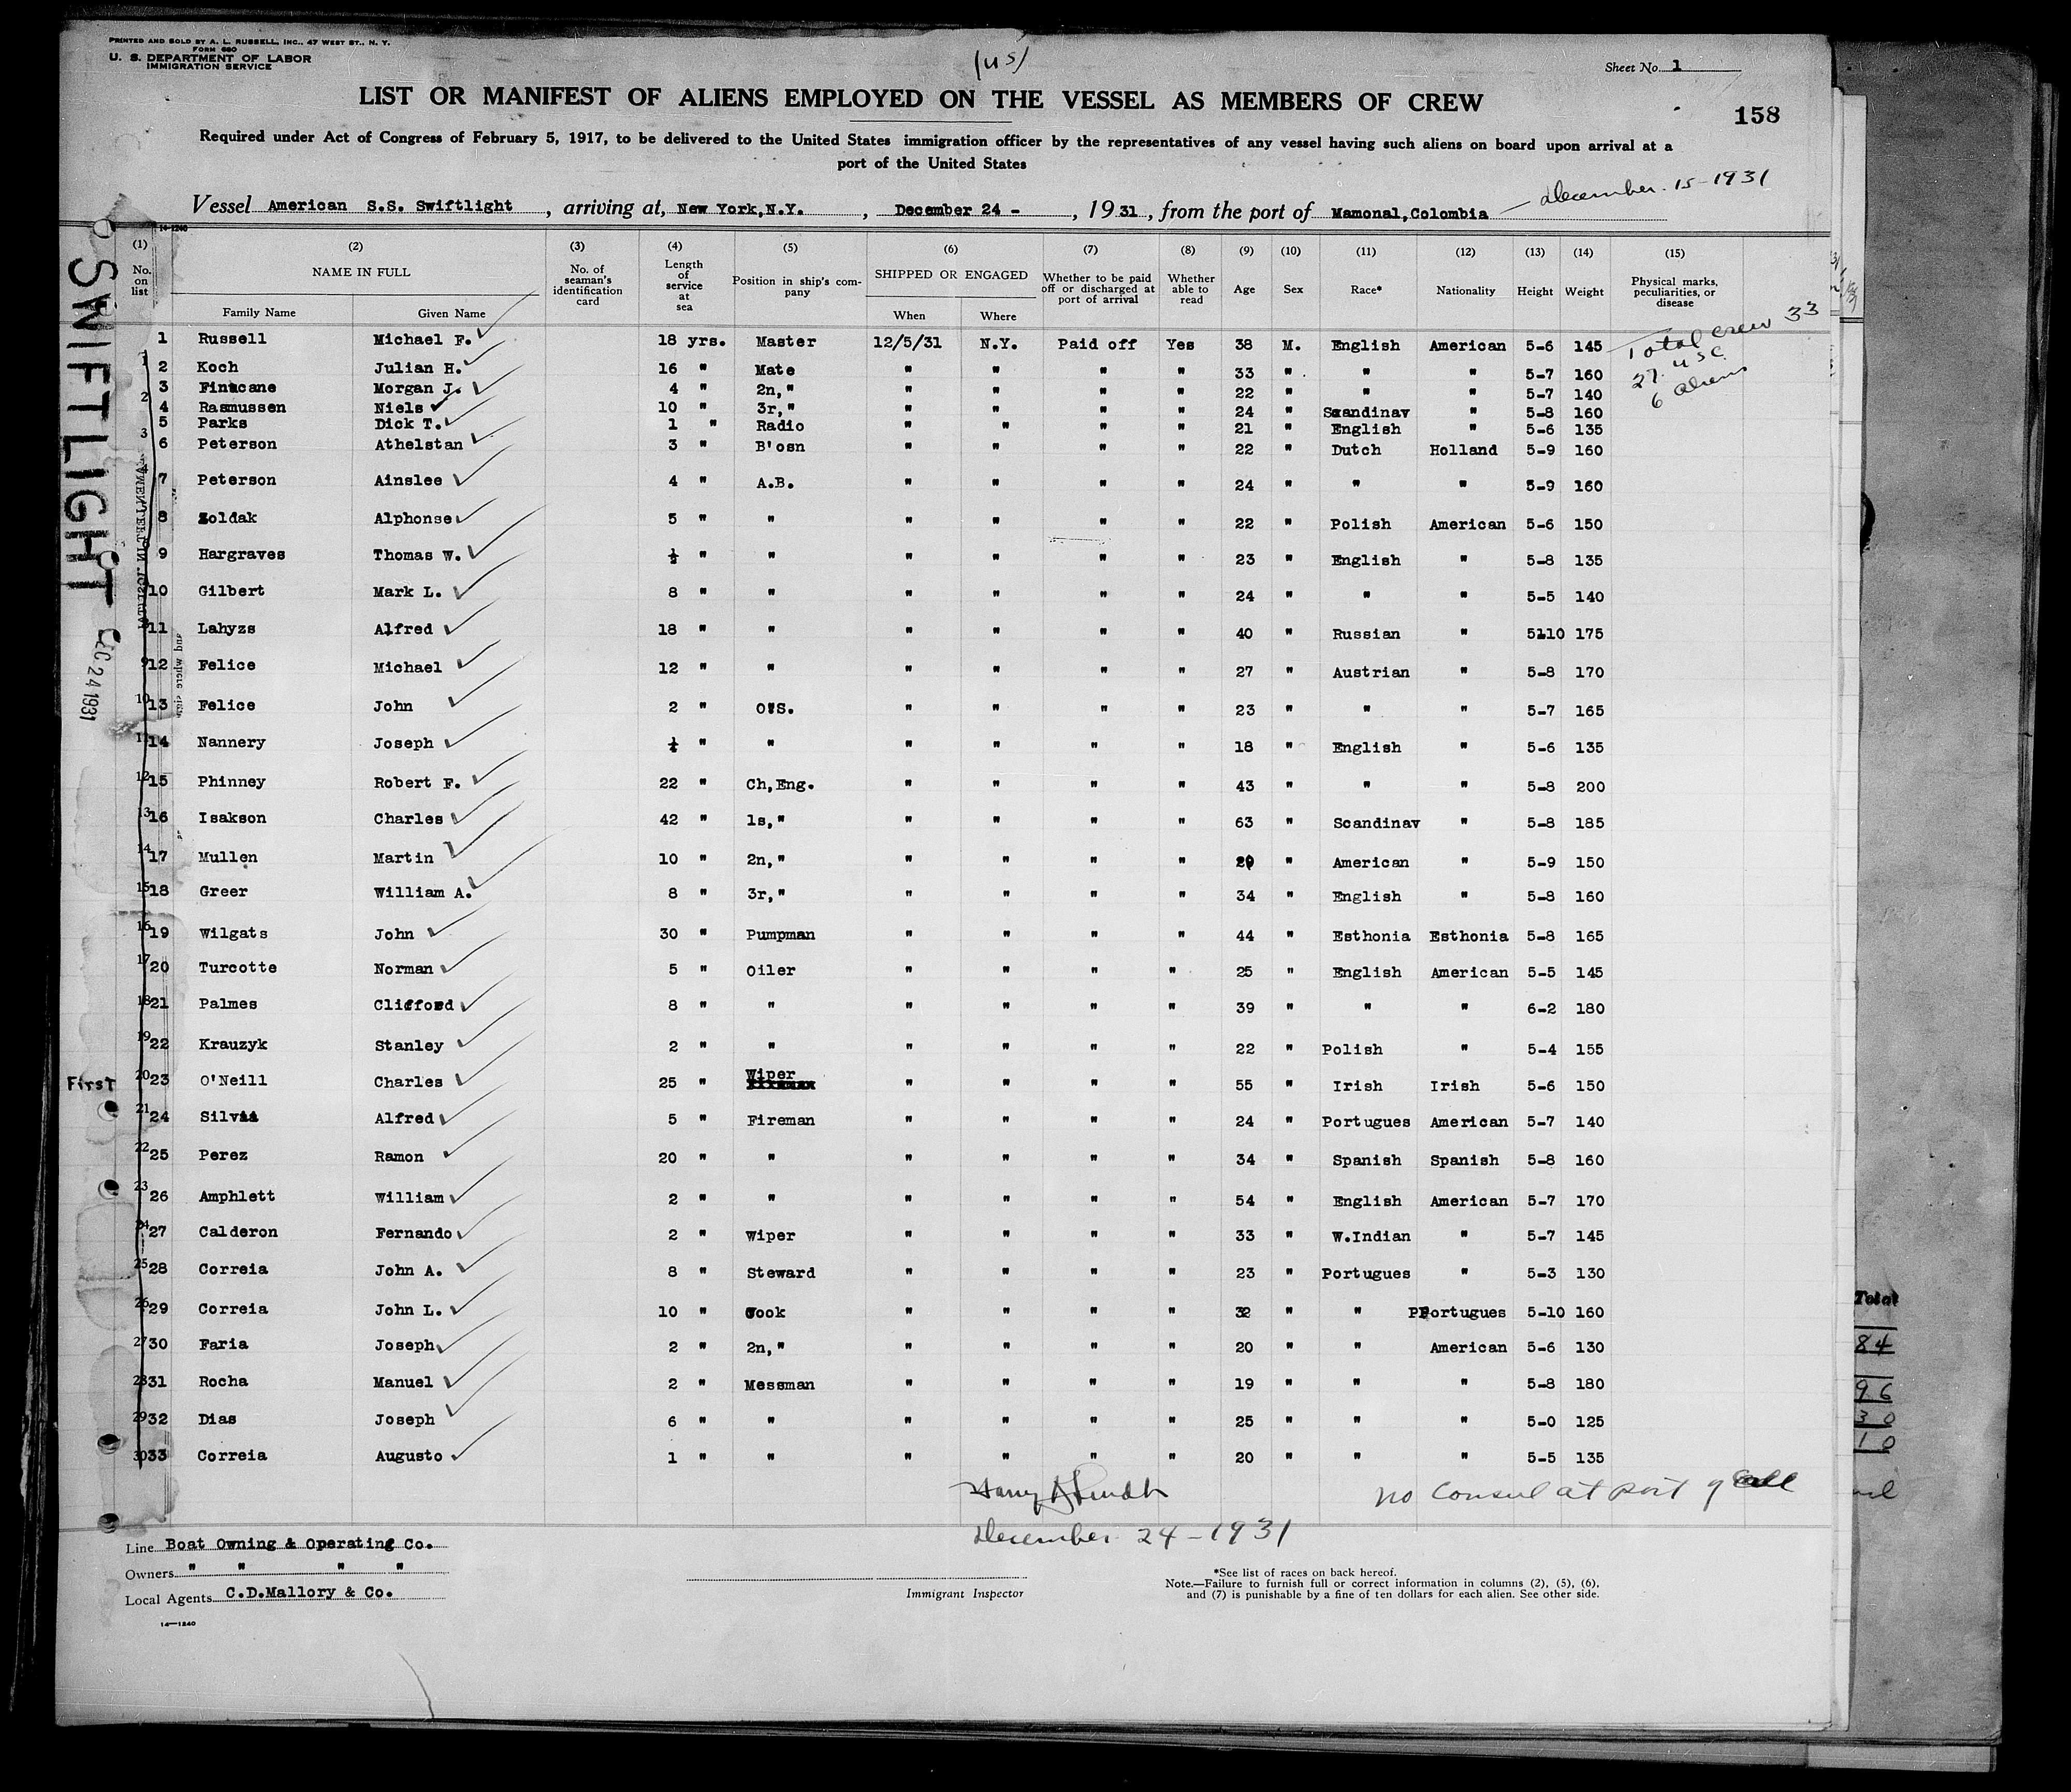 PRINTED AND SOLD BY A. L. RUSSELL, INC., 47 WEST ST., N. Y.
FORM 680
U. S. DEPARTMENT OF LABOR
IMMIGRATION SERVICE
(US)
Sheet No. 1
LIST OR MANIFEST OF ALIENS EMPLOYED ON THE VESSEL AS MEMBERS OF CREW
158
Required under Act of Congress of February 5, 1917, to be delivered to the United States immigration officer by the representatives of any vessel having such aliens on board upon arrival at a
port of the United States
December 15-1931
Vessel American S.S. Swiftlight, arriving at, New York,N.Y., December 24 -, 1931, from the port of Mamonal,Colombia
14-1240
(1) (2) (3) (4) (5) (6) (7) (8) (9) (10) (11) (12) (13) (14) (15)
No. on list NAME IN FULL No. of seaman's identification card Length of service at sea Position in ship's company SHIPPED OR ENGAGED Whether to be paid off or discharged at port of arrival Whether able to read Age Sex Race* Nationality Height Weight Physical marks, peculiarities, or disease
Family Name Given Name When Where
Total crew 33
27 USC
6 aliens
SWIFTLIGHT
DEC 24 1931
1 Russell Michael F. 18 yrs. Master 12/5/31 N.Y. Paid off Yes 38 M. English American 5-6 145
2 Koch Julian H. 16 " Mate " " " " 33 " " " 5-7 160
3 Finacane Morgan J. 4 " 2n," " " " " 22 " " " 5-7 140
4 Rasmussen Niels 10 " 3r," " " " " 24 " Scandinav " 5-8 160
5 Parks Dick T. 1 " Radio " " " " 21 " English " 5-6 135
6 Peterson Athelstan 3 " B'osn " " " " 22 " Dutch Holland 5-9 160
7 Peterson Ainslee 4 " A.B. " " " " 24 " " " 5-9 160
8 Zoldak Alphonse 5 " " " " " " 22 " Polish American 5-6 150
9 Hargraves Thomas W. ½ " " " " " " 23 " English " 5-8 135
10 Gilbert Mark L. 8 " " " " " " 24 " " " 5-5 140
11 Lahyzs Alfred 18 " " " " " " 40 " Russian " 5110 175
12 Felice Michael 12 " " " " " " 27 " Austrian " 5-8 170
13 Felice John 2 " O.S. " " " " 23 " " " 5-7 165
14 Nannery Joseph " " " " " " 18 " English " 5-6 135
15 Phinney Robert F. 22 " Ch,Eng. " " " " 43 " " " 5-8 200
16 Isakson Charles 42 " 1s," " " " " 63 " Scandinav " 5-8 185
17 Mullen Martin 10 " 2n," " " " " " American " 5-9 150
18 Greer William A. 8 " 3r," " " " " 34 " English " 5-8 160
19 Wilgats John 30 " Pumpman " " " " 44 " Esthonia Esthonia 5-8 165
20 Turcotte Norman 5 " Oiler " " " " 25 " English American 5-5 145
21 Palmes Clifford 8 " " " " " " 39 " " " 6-2 180
22 Krauzyk Stanley 2 " " " " " " 22 " Polish " 5-4 155
First 23 O'Neill Charles 25 " Wiper " " " " 55 " Irish Irish 5-6 150
24 Silvia Alfred 5 " Fireman " " " " 24 " Portugues American 5-7 140
25 Perez Ramon 20 " " " " " " 34 " Spanish Spanish 5-8 160
26 Amphlett William 2 " " " " " " 54 " English American 5-7 170
27 Calderon Fernando 2 " Wiper " " " " 33 " W.Indian " 5-7 145
28 Correia John A. 8 " Steward " " " " 23 " Portugues " 5-3 130
29 Correia John L. 10 " Cook " " " " 32 " " Portugues 5-10 160
30 Faria Joseph 2 " 2n," " " " " 20 " " American 5-6 130
31 Rocha Manuel 2 " Messman " " " " 19 " " " 5-8 180
32 Dias Joseph 6 " " " " " " 25 " " " 5-0 125
33 Correia Augusto 1 " " " " " " 20 " " " 5-5 135
no consul at port of call
December 24-1931
Line Boat Owning & Operating Co.
Owners " " " "
Local Agents C.D.Mallory & Co.
Immigrant Inspector
*See list of races on back hereof.
Note.—Failure to furnish full or correct information in columns (2), (5), (6),
and (7) is punishable by a fine of ten dollars for each alien. See other side.
14—1240
Total
84
96
30
10